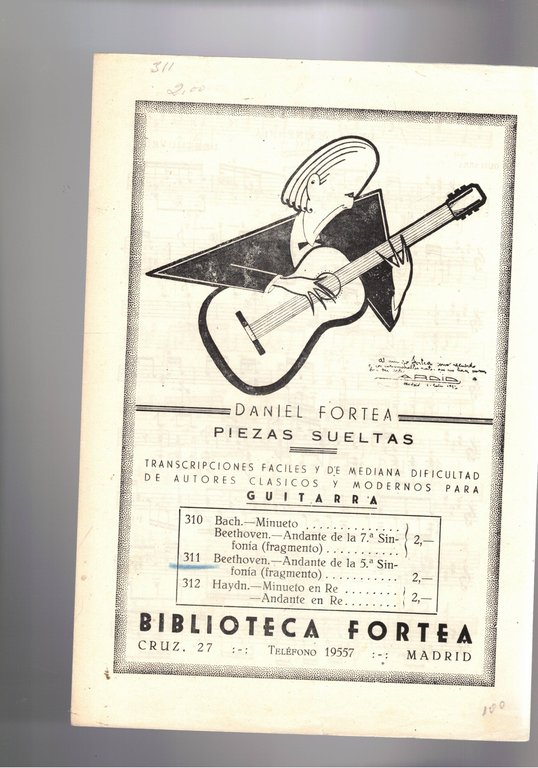 311
2,00
DANIEL FORTEA
PIEZAS SUELTAS
TRANSCRIPCIONES FACILES Y DE MEDIANA DIFICULTAD
DE AUTORES CLASICOS Y MODERNOS PARA
GUITARRA
310 Bach.—Minueto . . . . . . . . . . . .
Beethoven.—Andante de la 7.ª Sin-
fonía (fragmento) . . . . . . . . . . 2,—
311 Beethoven.—Andante de la 5.ª Sin-
fonía (fragmento) . . . . . . . . . . 2,—
312 Haydn.—Minueto en Re . . . . . . . .
—Andante en Re . . . . . . . . 2,—
BIBLIOTECA FORTEA
CRUZ, 27 :-: TELÉFONO 19557 :-: MADRID
100